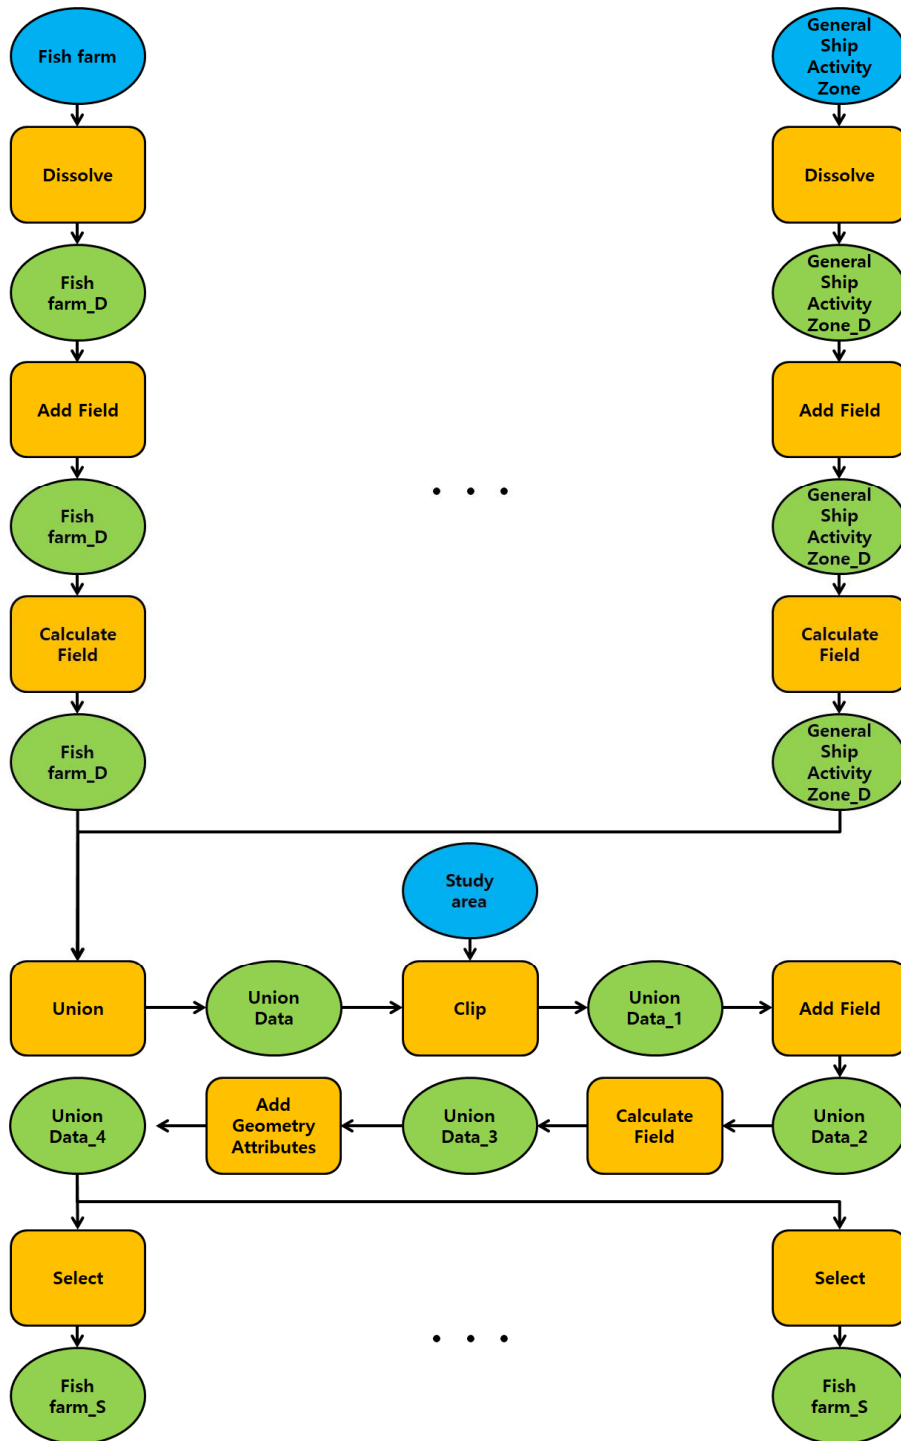 Fish farm
General
Ship
Activity
Zone
Dissolve
Dissolve
Fish
farm_D
General
Ship
Activity
Zone_D
Add Field
Add Field
Fish
farm_D
General
Ship
Activity
Zone_D
. . .
Calculate
Field
Calculate
Field
Fish
farm_D
General
Ship
Activity
Zone_D
Study
area
Union
Union
Data
Clip
Union
Data_1
Add Field
Union
Data_4
Add
Geometry
Attributes
Union
Data_3
Calculate
Field
Union
Data_2
Select
Select
. . .
Fish
farm_S
Fish
farm_S